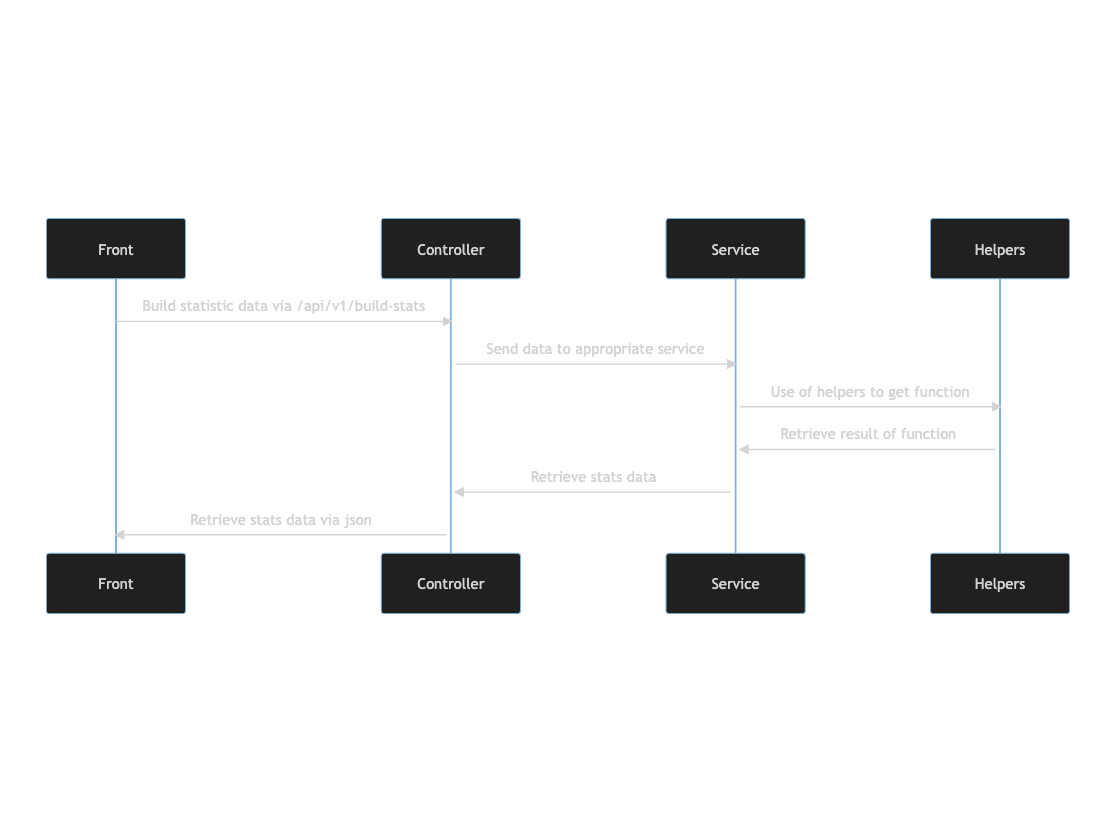 Front
Controller
Service
Helpers
Build statistic data via /api/v1/build-stats
Send data to appropriate service
Use of helpers to get function
Retrieve result of function
Retrieve stats data
Retrieve stats data via json
Front
Controller
Service
Helpers